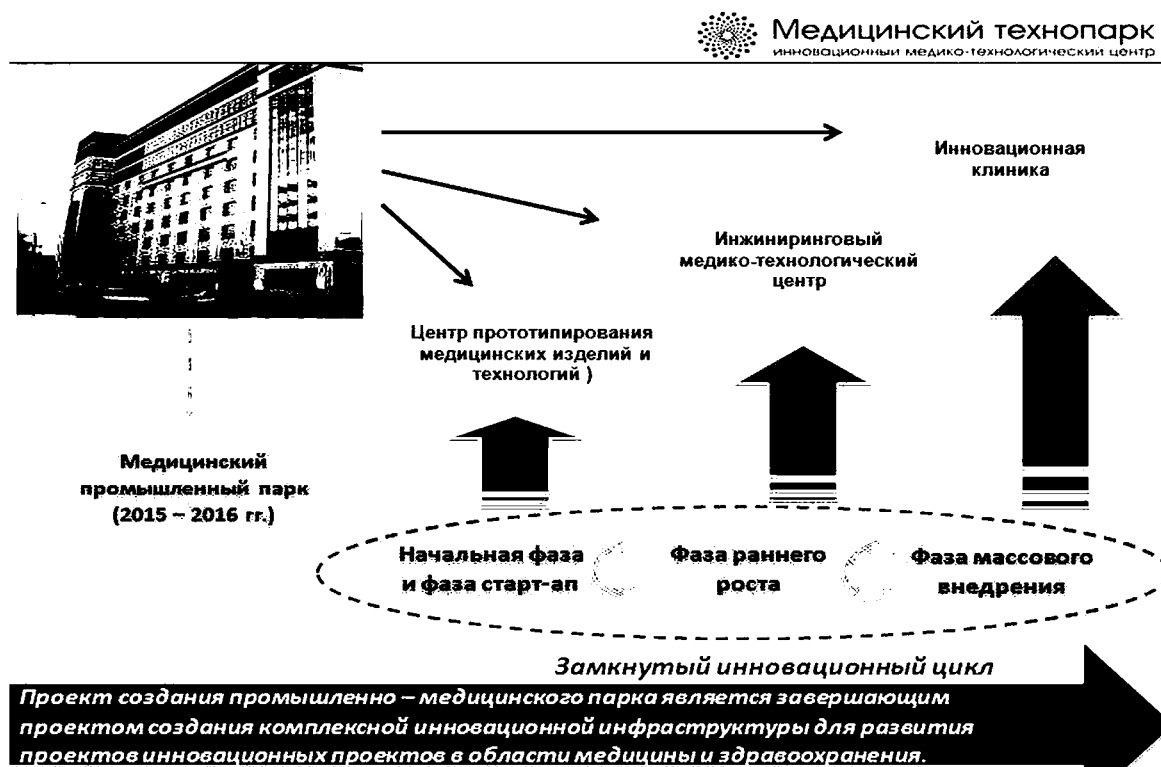 Медицинский технопарк
инновационный медико-технологический центр
Инновационная
клиника
Инжиниринговый
медико-технологический
центр
Центр прототипирования
медицинских изделий и
технологий )
Медицинский
промышленный парк
(2015 – 2016 гг.)
Начальная фаза
и фаза старт-ап
Фаза раннего
роста
Фаза массового
внедрения
Замкнутый инновационный цикл
Проект создания промышленно – медицинского парка является завершающим
проектом создания комплексной инновационной инфраструктуры для развития
проектов инновационных проектов в области медицины и здравоохранения.